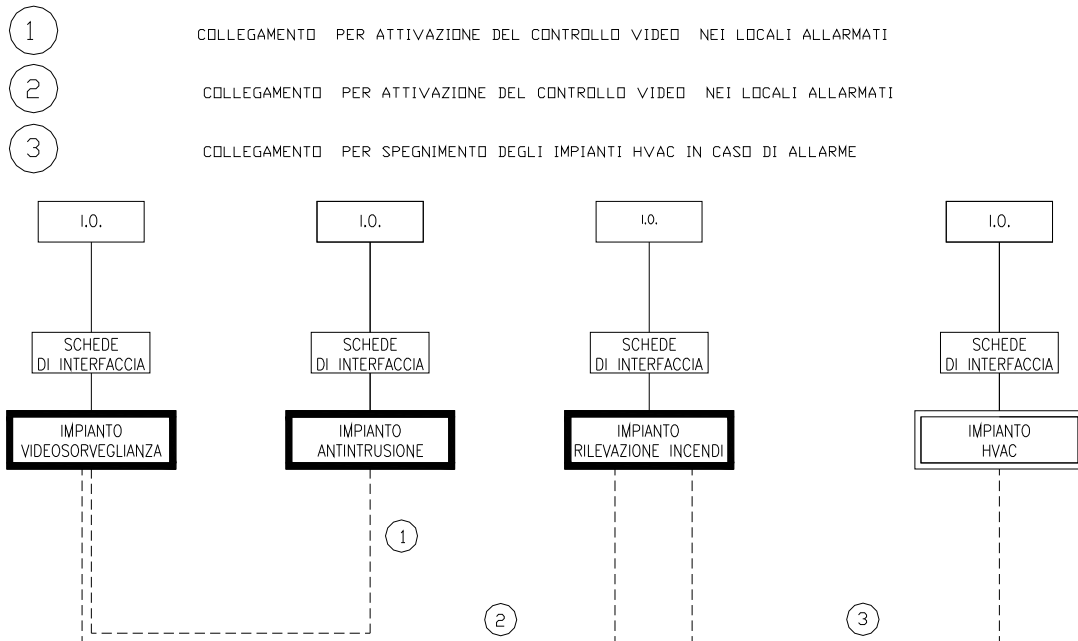 1 COLLEGAMENTO PER ATTIVAZIONE DEL CONTROLLO VIDEO NEI LOCALI ALLARMATI
2 COLLEGAMENTO PER ATTIVAZIONE DEL CONTROLLO VIDEO NEI LOCALI ALLARMATI
3 COLLEGAMENTO PER SPEGNIMENTO DEGLI IMPIANTI HVAC IN CASO DI ALLARME
I.O.
I.O.
I.O.
I.O.
SCHEDE
DI INTERFACCIA
SCHEDE
DI INTERFACCIA
SCHEDE
DI INTERFACCIA
SCHEDE
DI INTERFACCIA
IMPIANTO
VIDEOSORVEGLIANZA
IMPIANTO
ANTINTRUSIONE
IMPIANTO
RILEVAZIONE INCENDI
IMPIANTO
HVAC
1
2
3